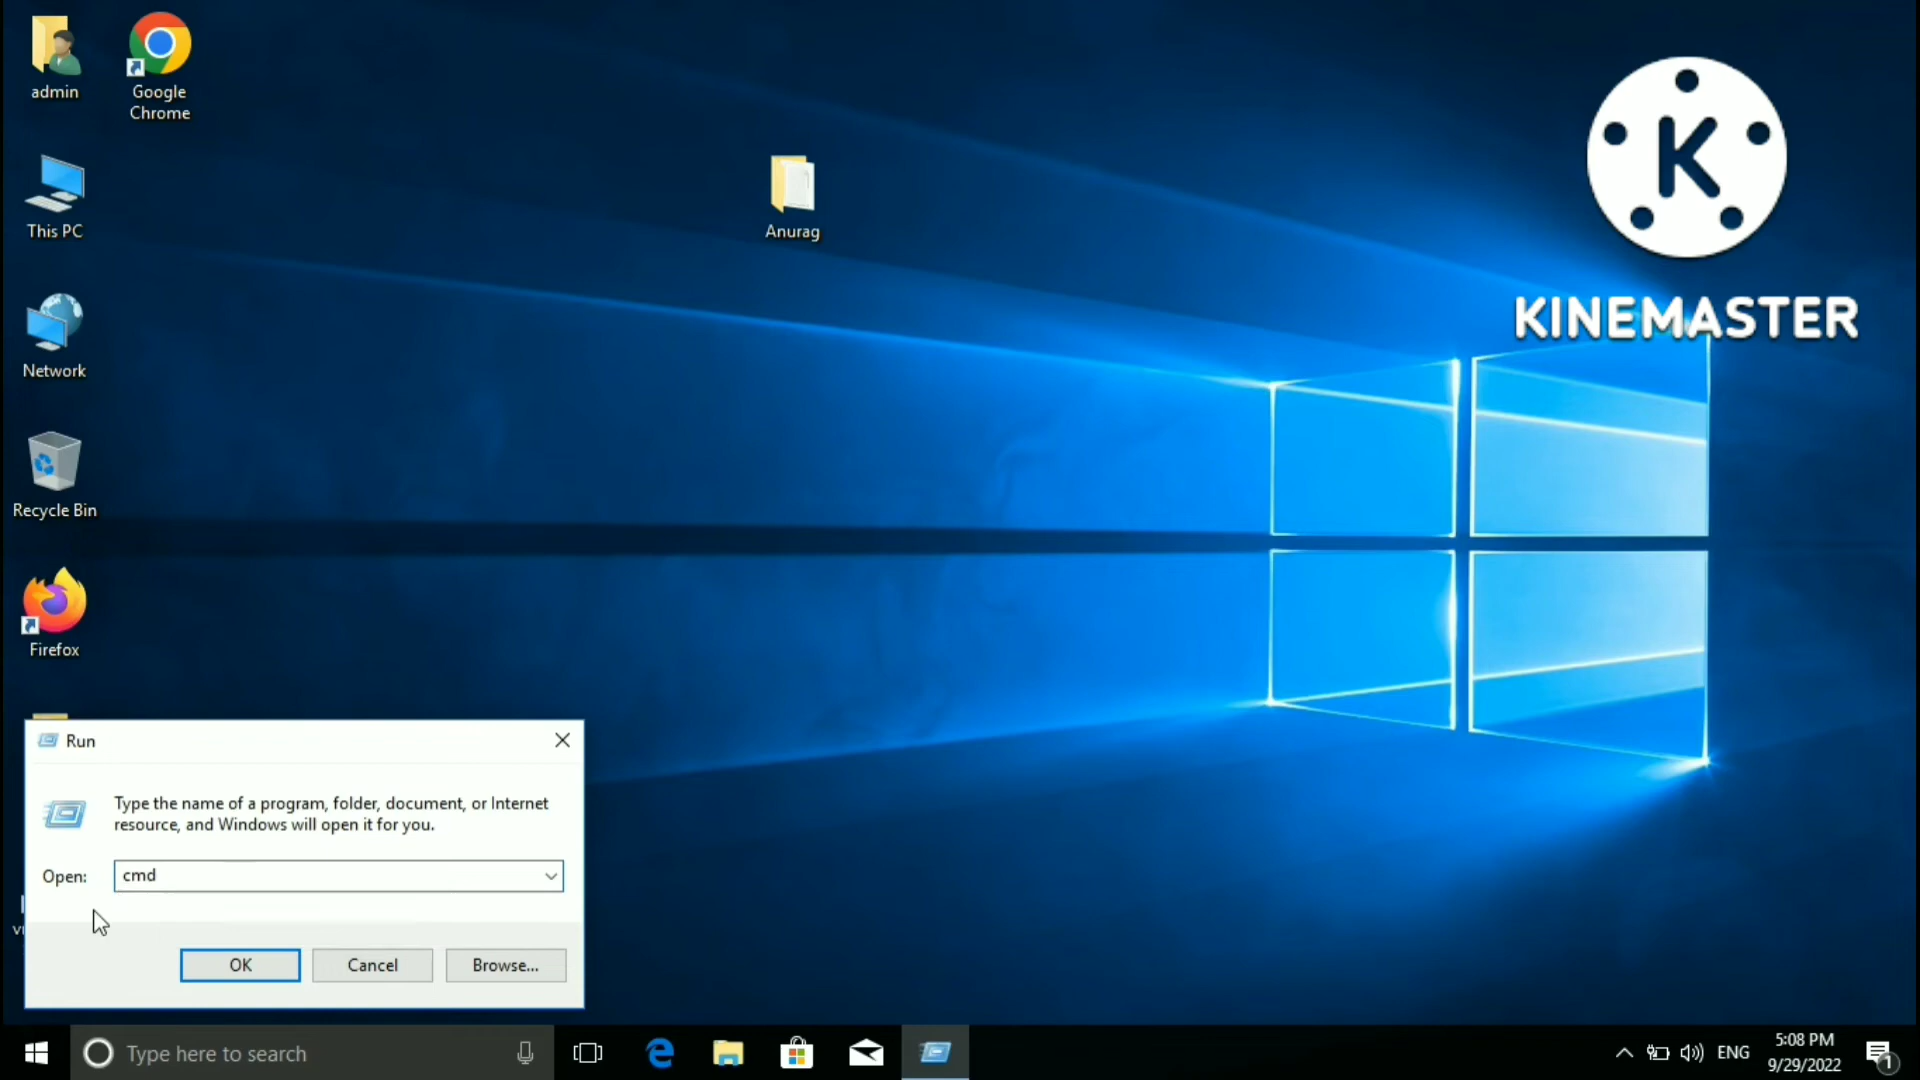 admin
Google
Chrome
This PC
Anurag
Network
Recycle Bin
Firefox
K
KINEMASTER
Run
Type the name of a program, folder, document, or Internet
resource, and Windows will open it for you.
Open:
cmd
OK
Cancel
Browse...
Type here to search
ENG
5:08 PM
9/29/2022
1